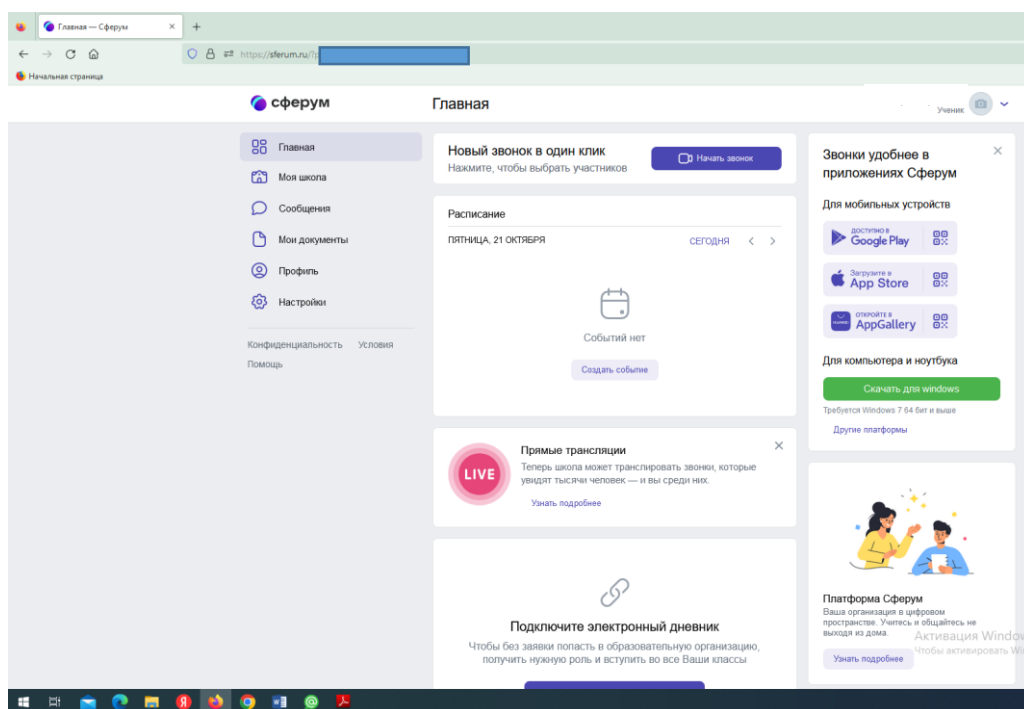 Главная — Сферум
https://sferum.ru/?p
Начальная страница
сферум
Главная
Ученик
Главная
Моя школа
Сообщения
Мои документы
Профиль
Настройки
Конфиденциальность Условия
Помощь
Новый звонок в один клик
Нажмите, чтобы выбрать участников
Начать звонок
Расписание
ПЯТНИЦА, 21 ОКТЯБРЯ
СЕГОДНЯ
Событий нет
Создать событие
LIVE
Прямые трансляции
Теперь школа может транслировать звонки, которые
увидят тысячи человек — и вы среди них.
Узнать подробнее
Подключите электронный дневник
Чтобы без заявки попасть в образовательную организацию,
получить нужную роль и вступить во все Ваши классы
Звонки удобнее в
приложениях Сферум
Для мобильных устройств
ДОСТУПНО В
Google Play
Загрузите в
App Store
ОТКРОЙТЕ В
AppGallery
Для компьютера и ноутбука
Скачать для windows
Требуется Windows 7 64 бит и выше
Другие платформы
Платформа Сферум
Ваша организация в цифровом
пространстве. Учитесь и общайтесь не
выходя из дома.
Узнать подробнее
Активация Window
Чтобы активировать Wi